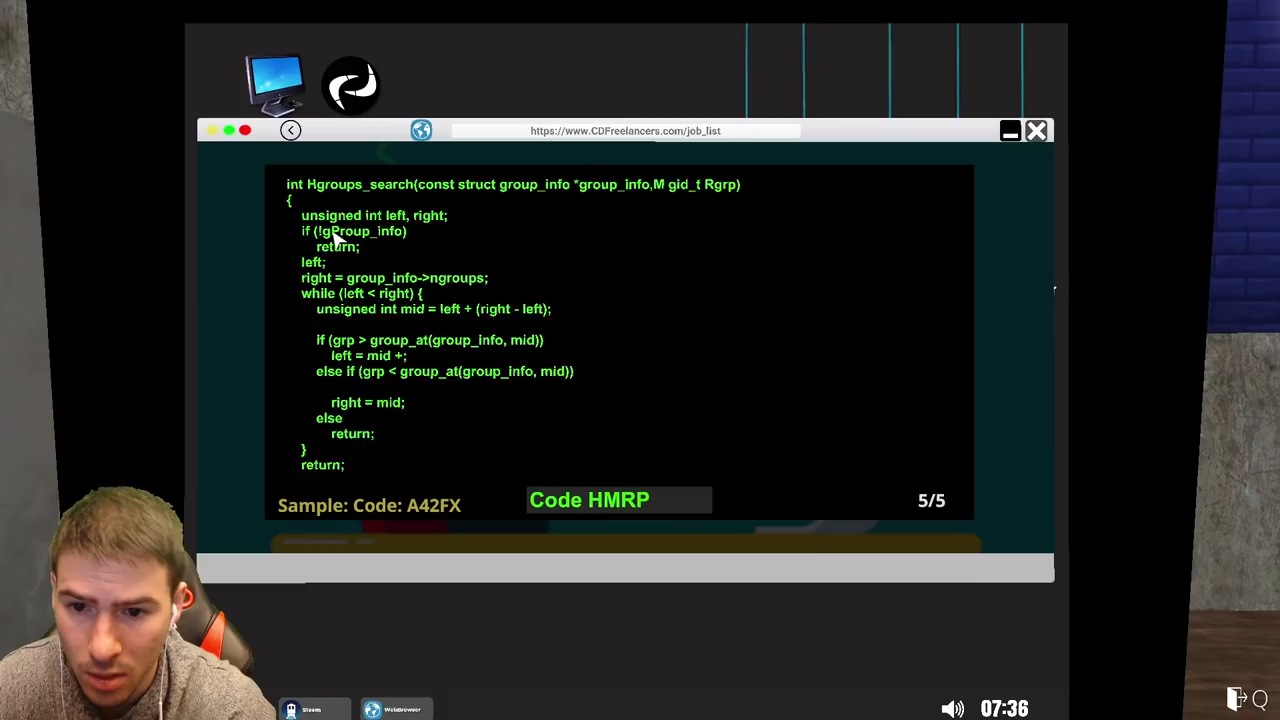 https://www.CDFreelancers.com/job_list
int Hgroups_search(const struct group_info *group_info,M gid_t Rgrp)
{
unsigned int left, right;
if (!gProup_info)
return;
left;
right = group_info->ngroups;
while (left < right) {
unsigned int mid = left + (right - left);
if (grp > group_at(group_info, mid))
left = mid +;
else if (grp < group_at(group_info, mid))
right = mid;
else
return;
}
return;
Sample: Code: A42FX
Code HMRP
5/5
Steam
WebBrowser
07:36
Q